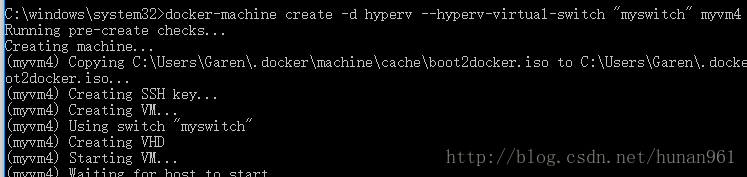 C:\windows\system32>docker-machine create -d hyperv --hyperv-virtual-switch "myswitch" myvm4
Running pre-create checks...
Creating machine...
(myvm4) Copying C:\Users\Garen\.docker\machine\cache\boot2docker.iso to C:\Users\Garen\.docke
ot2docker.iso...
(myvm4) Creating SSH key...
(myvm4) Creating VM...
(myvm4) Using switch "myswitch"
(myvm4) Creating VHD
(myvm4) Starting VM...
(myvm4) Waiting for host to start
http://blog.csdn.net/hunan961